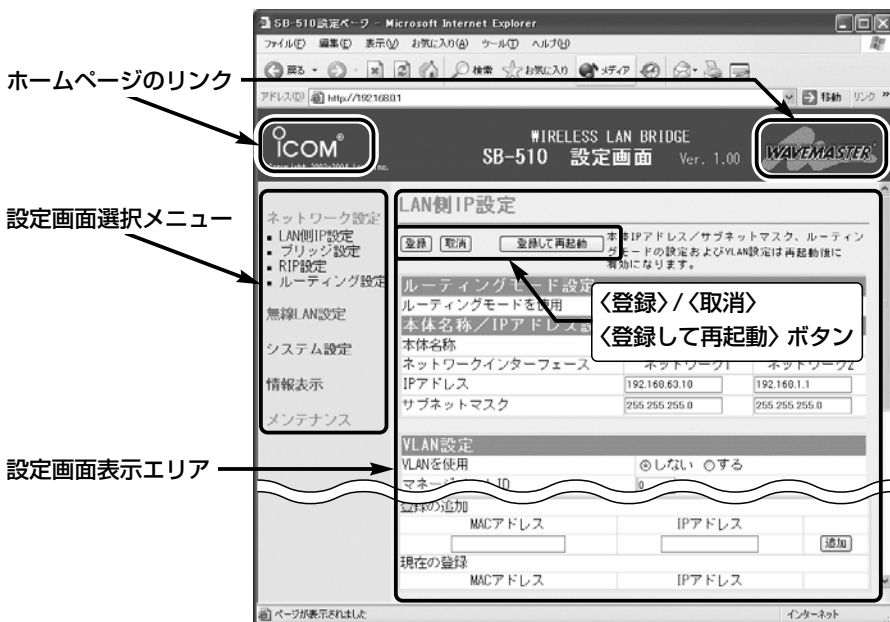 SB-510設定ページ - Microsoft Internet Explorer
ファイル(F) 編集(E) 表示(V) お気に入り(A) ツール(T) ヘルプ(H)
戻る 検索 お気に入り メディア
アドレス(D) http://192.168.0.1 移動 リンク »
ホームページのリンク
ICOM®
WIRELESS LAN BRIDGE
SB-510 設定画面 Ver. 1.00
WAVEMASTER
設定画面選択メニュー
ネットワーク設定
LAN側IP設定
ブリッジ設定
RIP設定
ルーティング設定
無線LAN設定
システム設定
情報表示
メンテナンス
LAN側IP設定
登録 取消 登録して再起動
本体IPアドレス/サブネットマスク、ルーティン
グモードの設定およびVLAN設定は再起動後に
有効になります。
ルーティングモード設定
ルーティングモードを使用
〈登録〉/〈取消〉
〈登録して再起動〉ボタン
本体名称/IPアドレス設
本体名称
ネットワークインターフェース ネットワーク1 ネットワーク2
IPアドレス 192.168.63.10 192.168.1.1
サブネットマスク 255.255.255.0 255.255.255.0
設定画面表示エリア
VLAN設定
VLANを使用 しない する
マネージメントID 0
登録の追加
MACアドレス IPアドレス
追加
現在の登録
MACアドレス IPアドレス
ページが表示されました インターネット